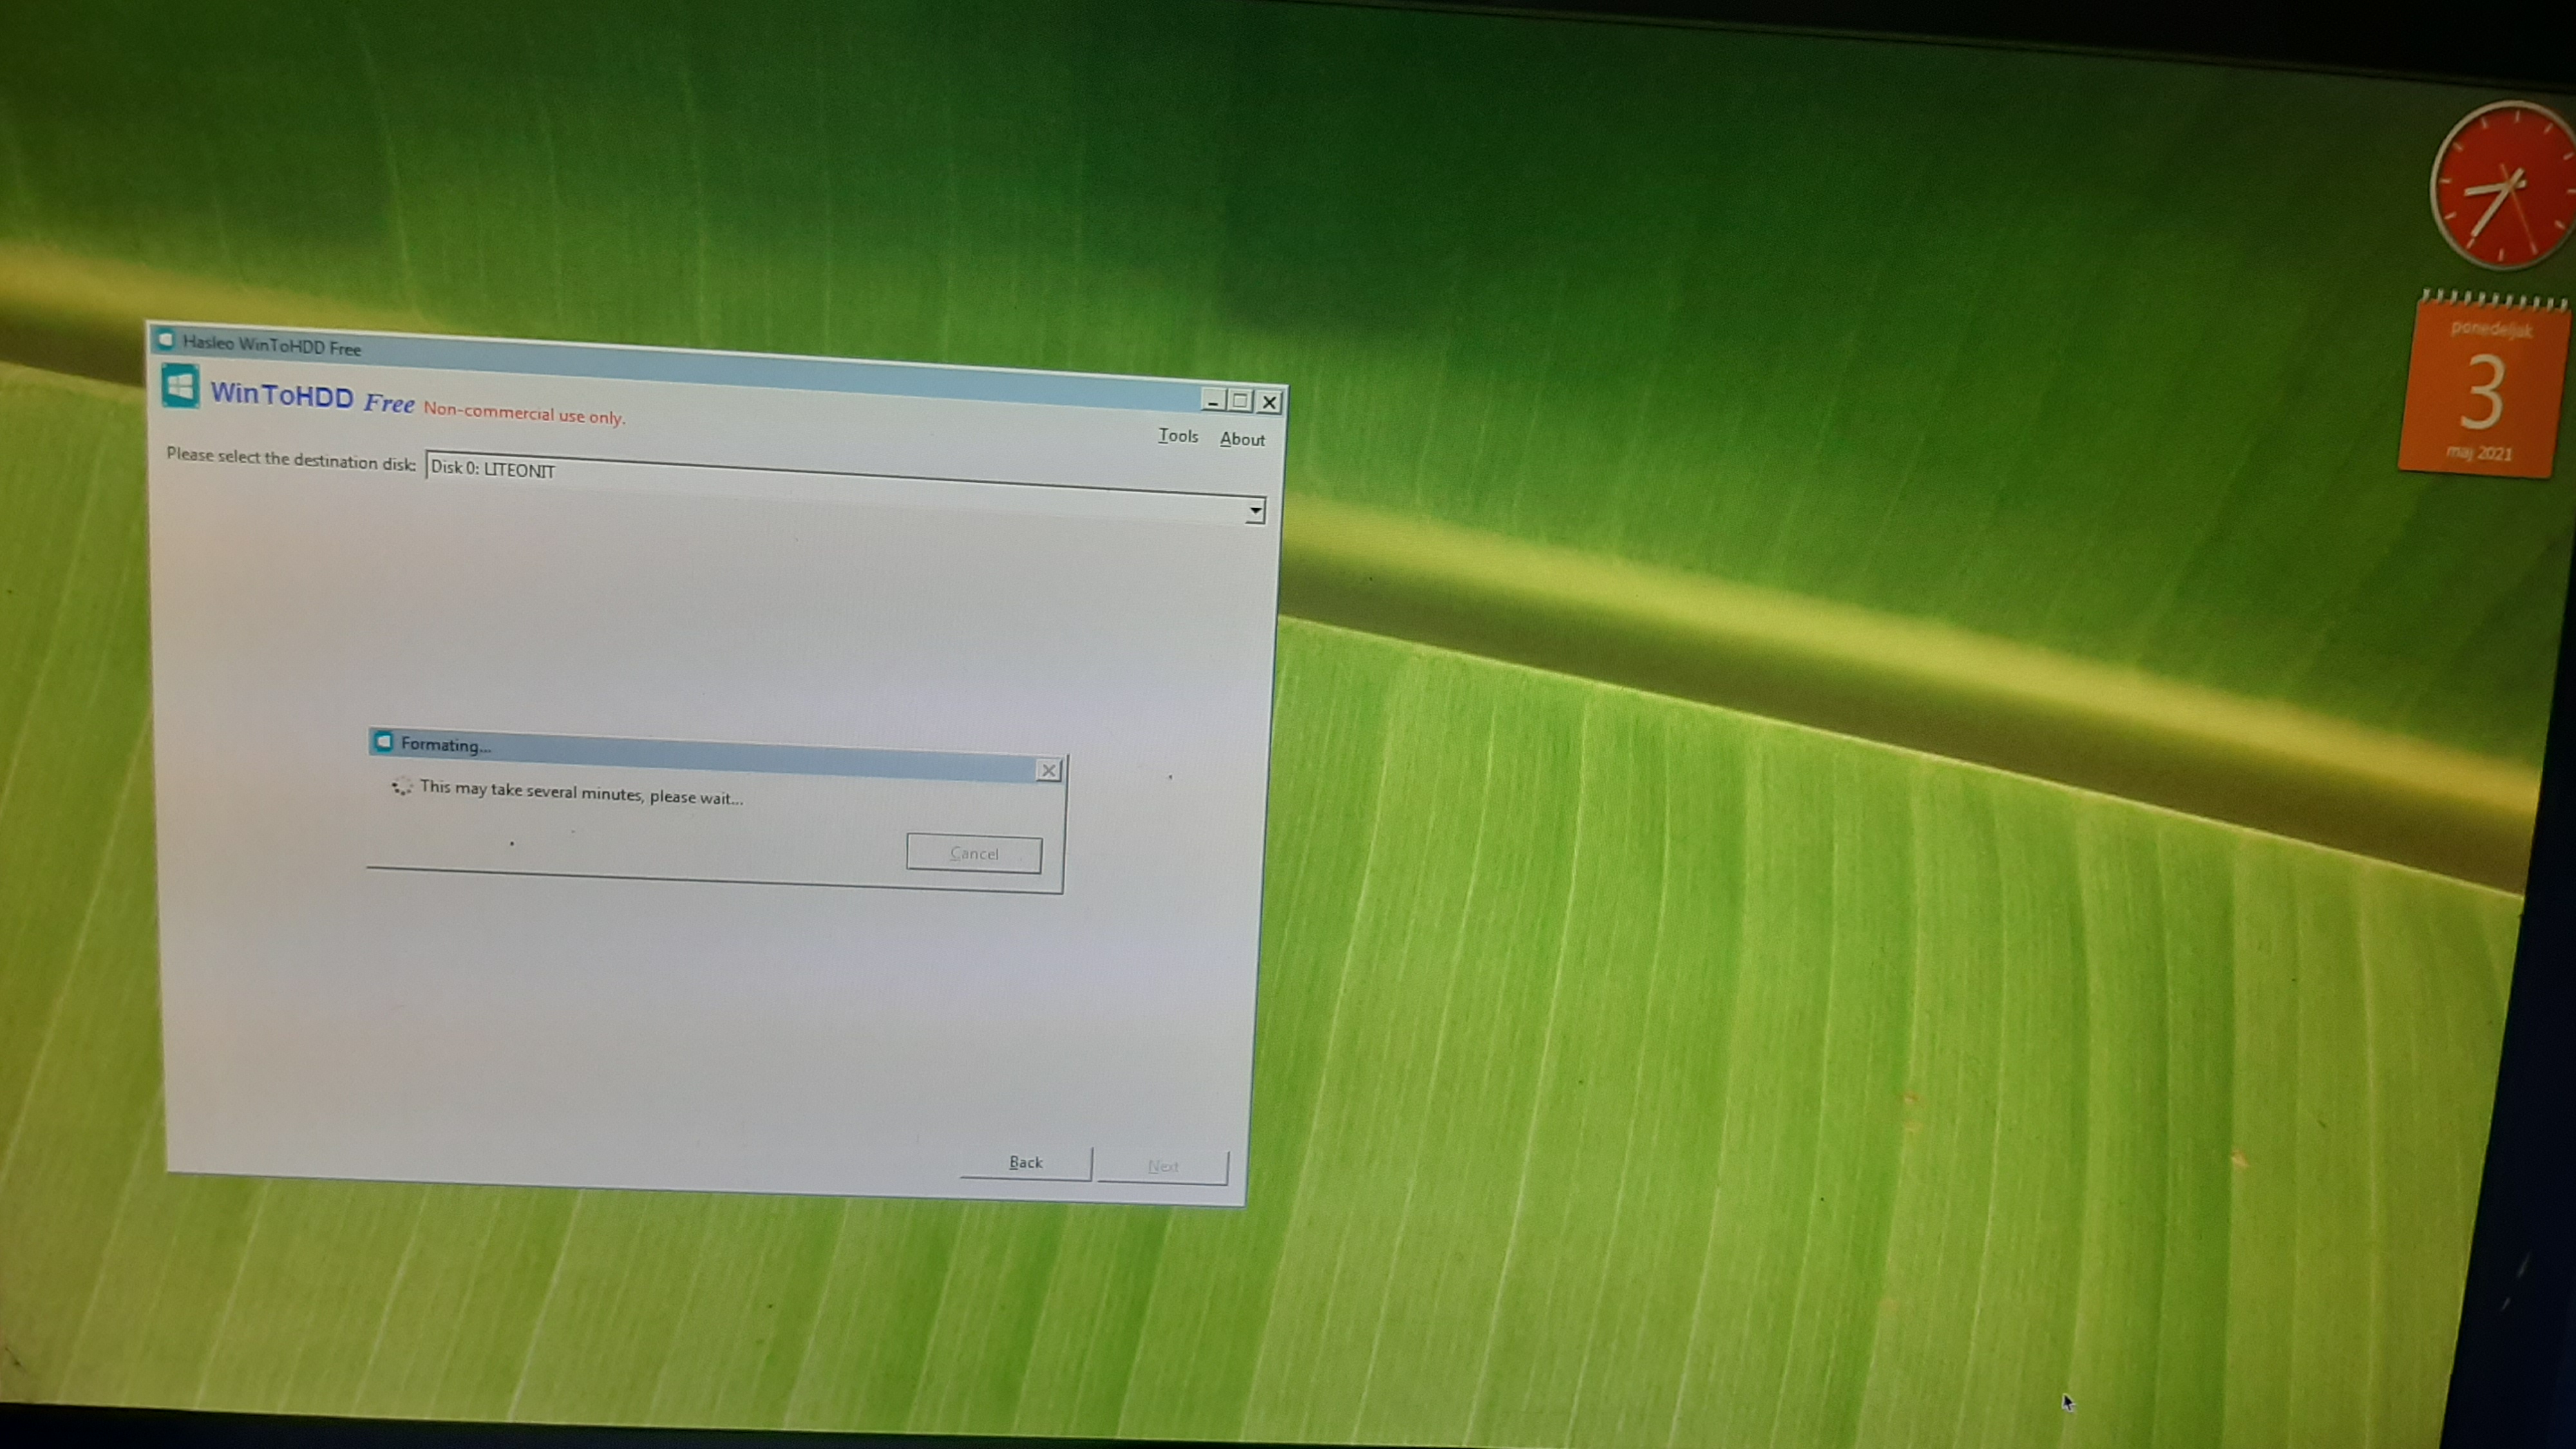 Hasleo WinToHDD Free
WinToHDD Free Non-commercial use only.
Tools About
Please select the destination disk: Disk 0: LITEONIT
Formating...
This may take several minutes, please wait...
Cancel
Back Next
ponedeljak
3
maj 2021